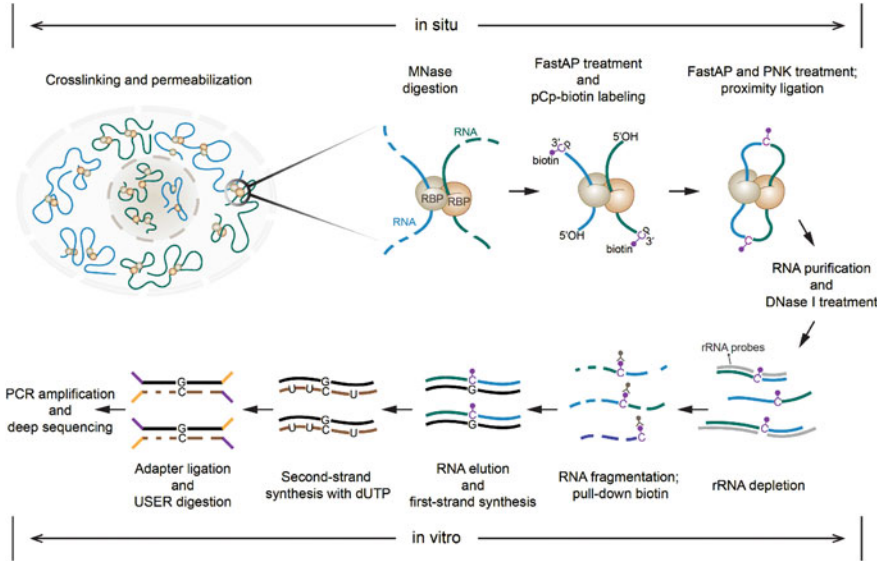 in situ
Crosslinking and permeabilization
MNase
digestion
FastAP treatment
and
pCp-biotin labeling
FastAP and PNK treatment;
proximity ligation
RNA
RNA
RBP
RBP
3'
C
biotin
5'OH
5'OH
C
3'
biotin
C
C
RNA purification
and
DNase I treatment
rRNA probes
C
C
C
rRNA depletion
C
C
C
RNA fragmentation;
pull-down biotin
C
G
C
G
RNA elution
and
first-strand synthesis
G
U U C U
G
U U C U
Second-strand
synthesis with dUTP
G
C
G
C
Adapter ligation
and
USER digestion
PCR amplification
and
deep sequencing
in vitro